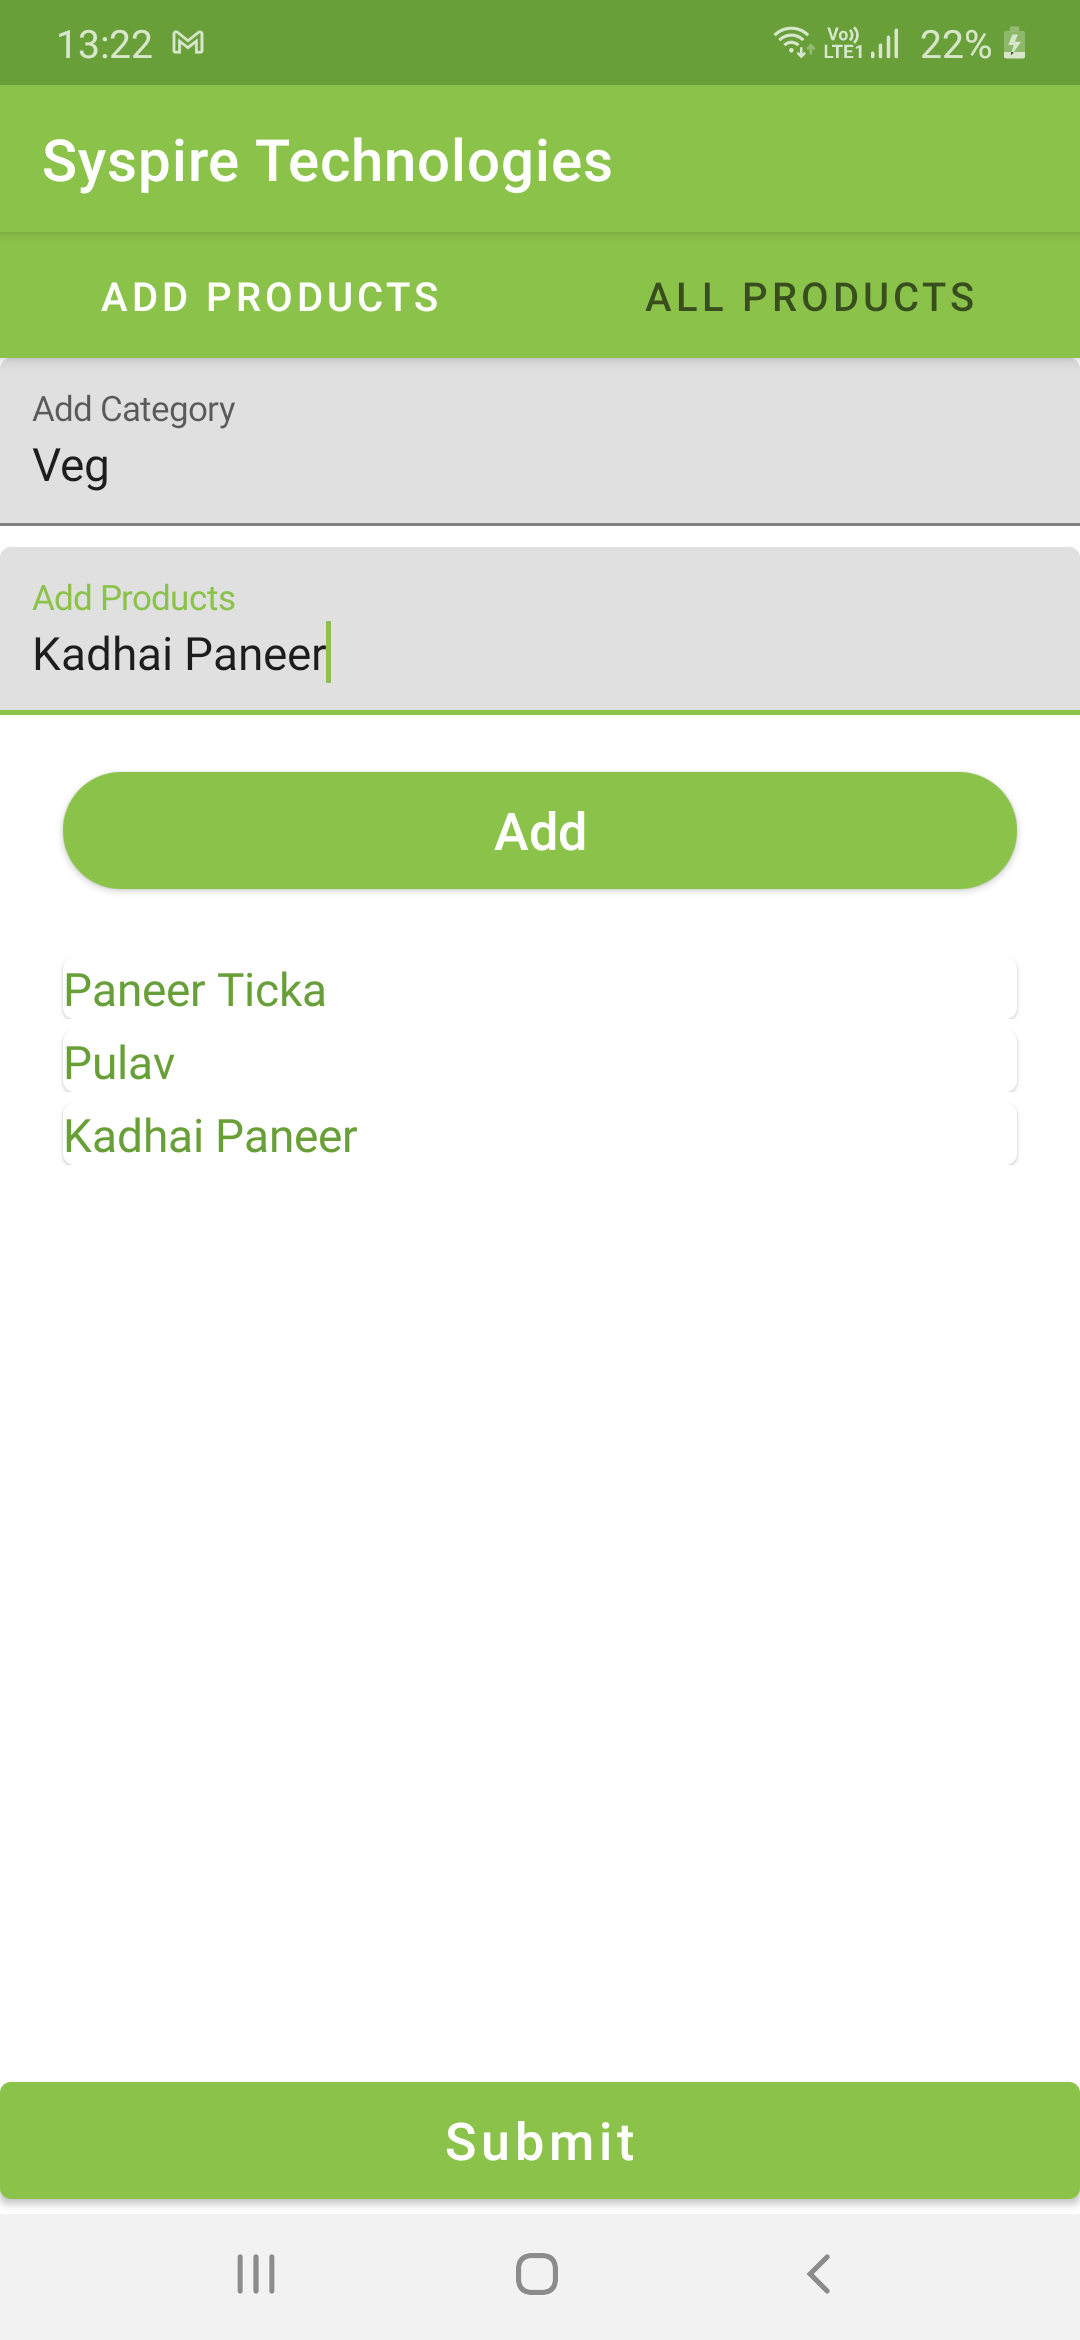 13:22 Vo)) LTE1 22%
Syspire Technologies
ADD PRODUCTS ALL PRODUCTS
Add Category
Veg
Add Products
Kadhai Paneer
Add
Paneer Ticka
Pulav
Kadhai Paneer
Submit